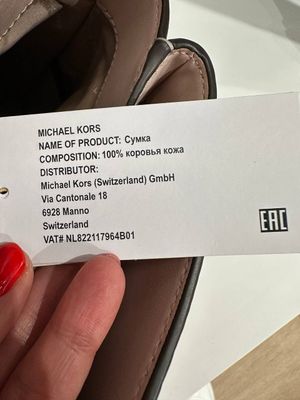 MICHAEL KORS
NAME OF PRODUCT: Сумка
COMPOSITION: 100% коровья кожа
DISTRIBUTOR:
Michael Kors (Switzerland) GmbH
Via Cantonale 18
6928 Manno
Switzerland
VAT# NL822117964B01
EAC